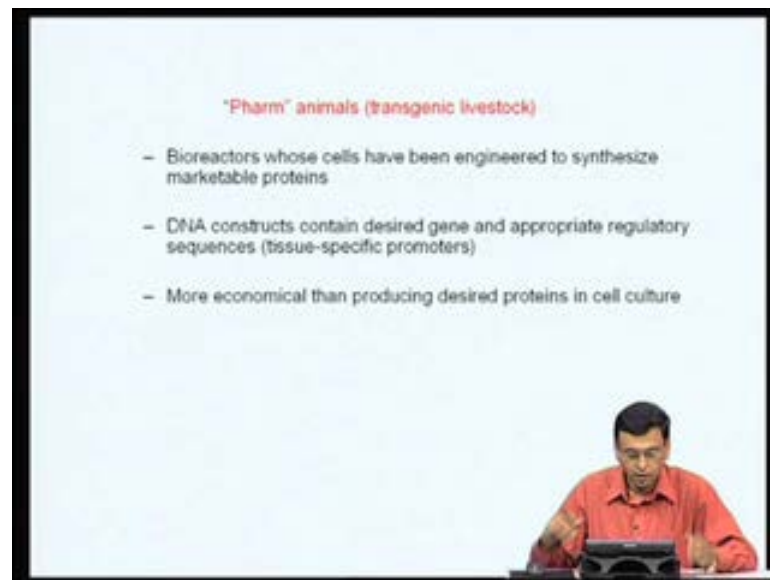 "Pharm" animals (transgenic livestock)
– Bioreactors whose cells have been engineered to synthesize
marketable proteins
– DNA constructs contain desired gene and appropriate regulatory
sequences (tissue-specific promoters)
– More economical than producing desired proteins in cell culture